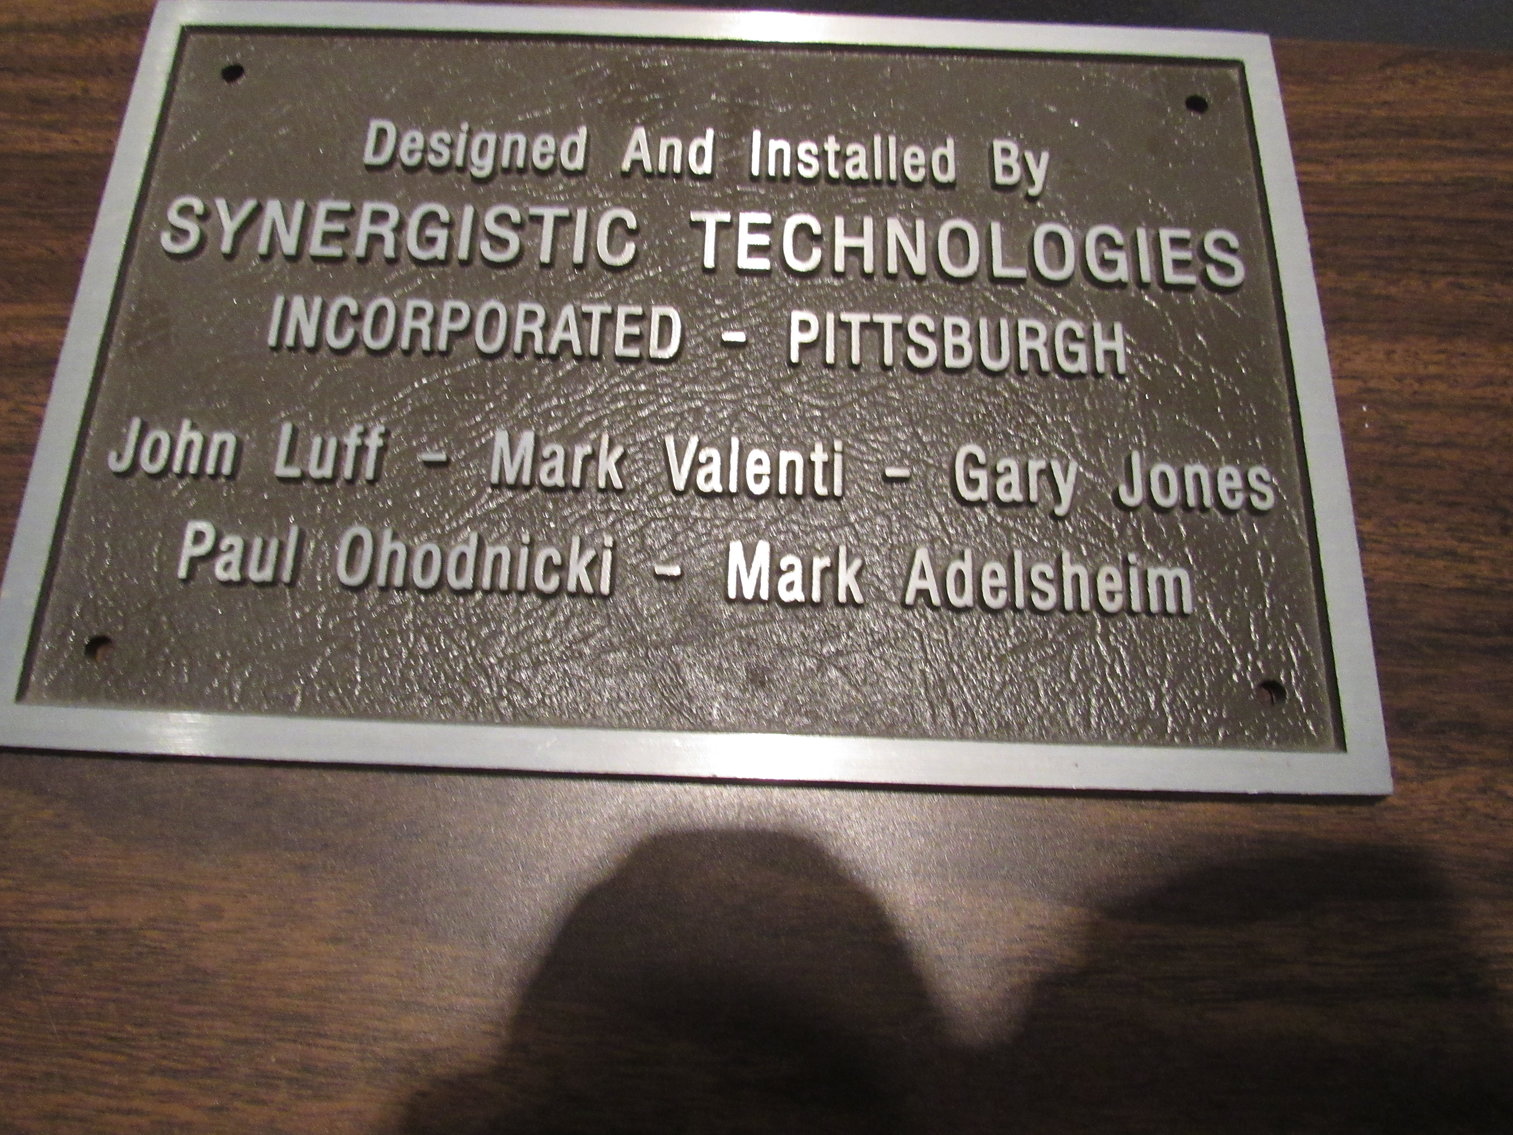 Designed And Installed By
SYNERGISTIC TECHNOLOGIES
INCORPORATED - PITTSBURGH
John Luff - Mark Valenti - Gary Jones
Paul Ohodnicki - Mark Adelsheim